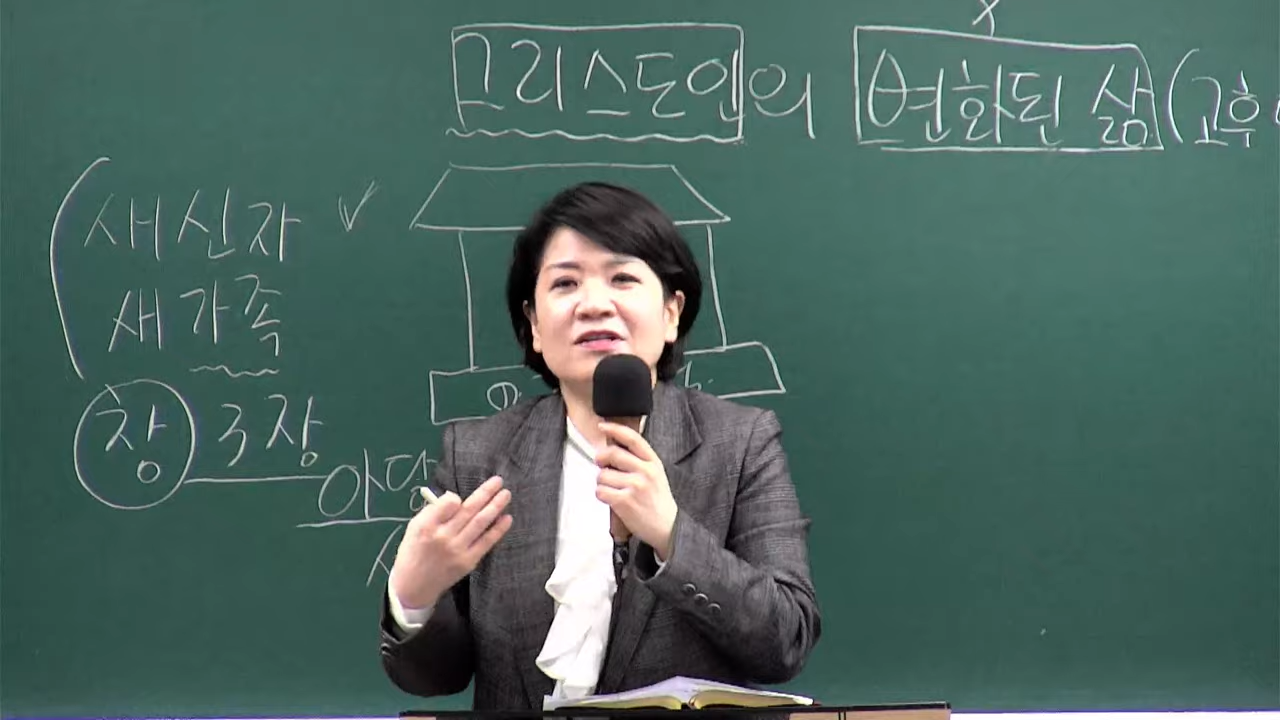 그리스도인의 변화된 삶 (고후
새신자 ✓
새가족
창 3장
아담